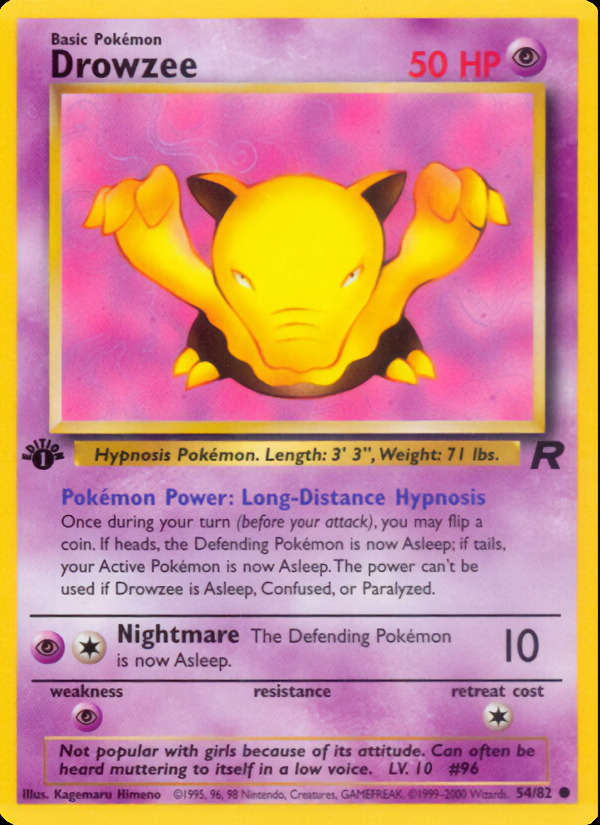 Basic Pokémon
Drowzee
50 HP
EDITION
1
Hypnosis Pokémon. Length: 3' 3", Weight: 71 lbs.
R
Pokémon Power: Long-Distance Hypnosis
Once during your turn (before your attack), you may flip a
coin. If heads, the Defending Pokémon is now Asleep; if tails,
your Active Pokémon is now Asleep. The power can't be
used if Drowzee is Asleep, Confused, or Paralyzed.
Nightmare The Defending Pokémon 10
is now Asleep.
weakness resistance retreat cost
Not popular with girls because of its attitude. Can often be
heard muttering to itself in a low voice. LV. 10 #96
Illus. Kagemaru Himeno ©1995, 96, 98 Nintendo, Creatures, GAMEFREAK. ©1999-2000 Wizards. 54/82